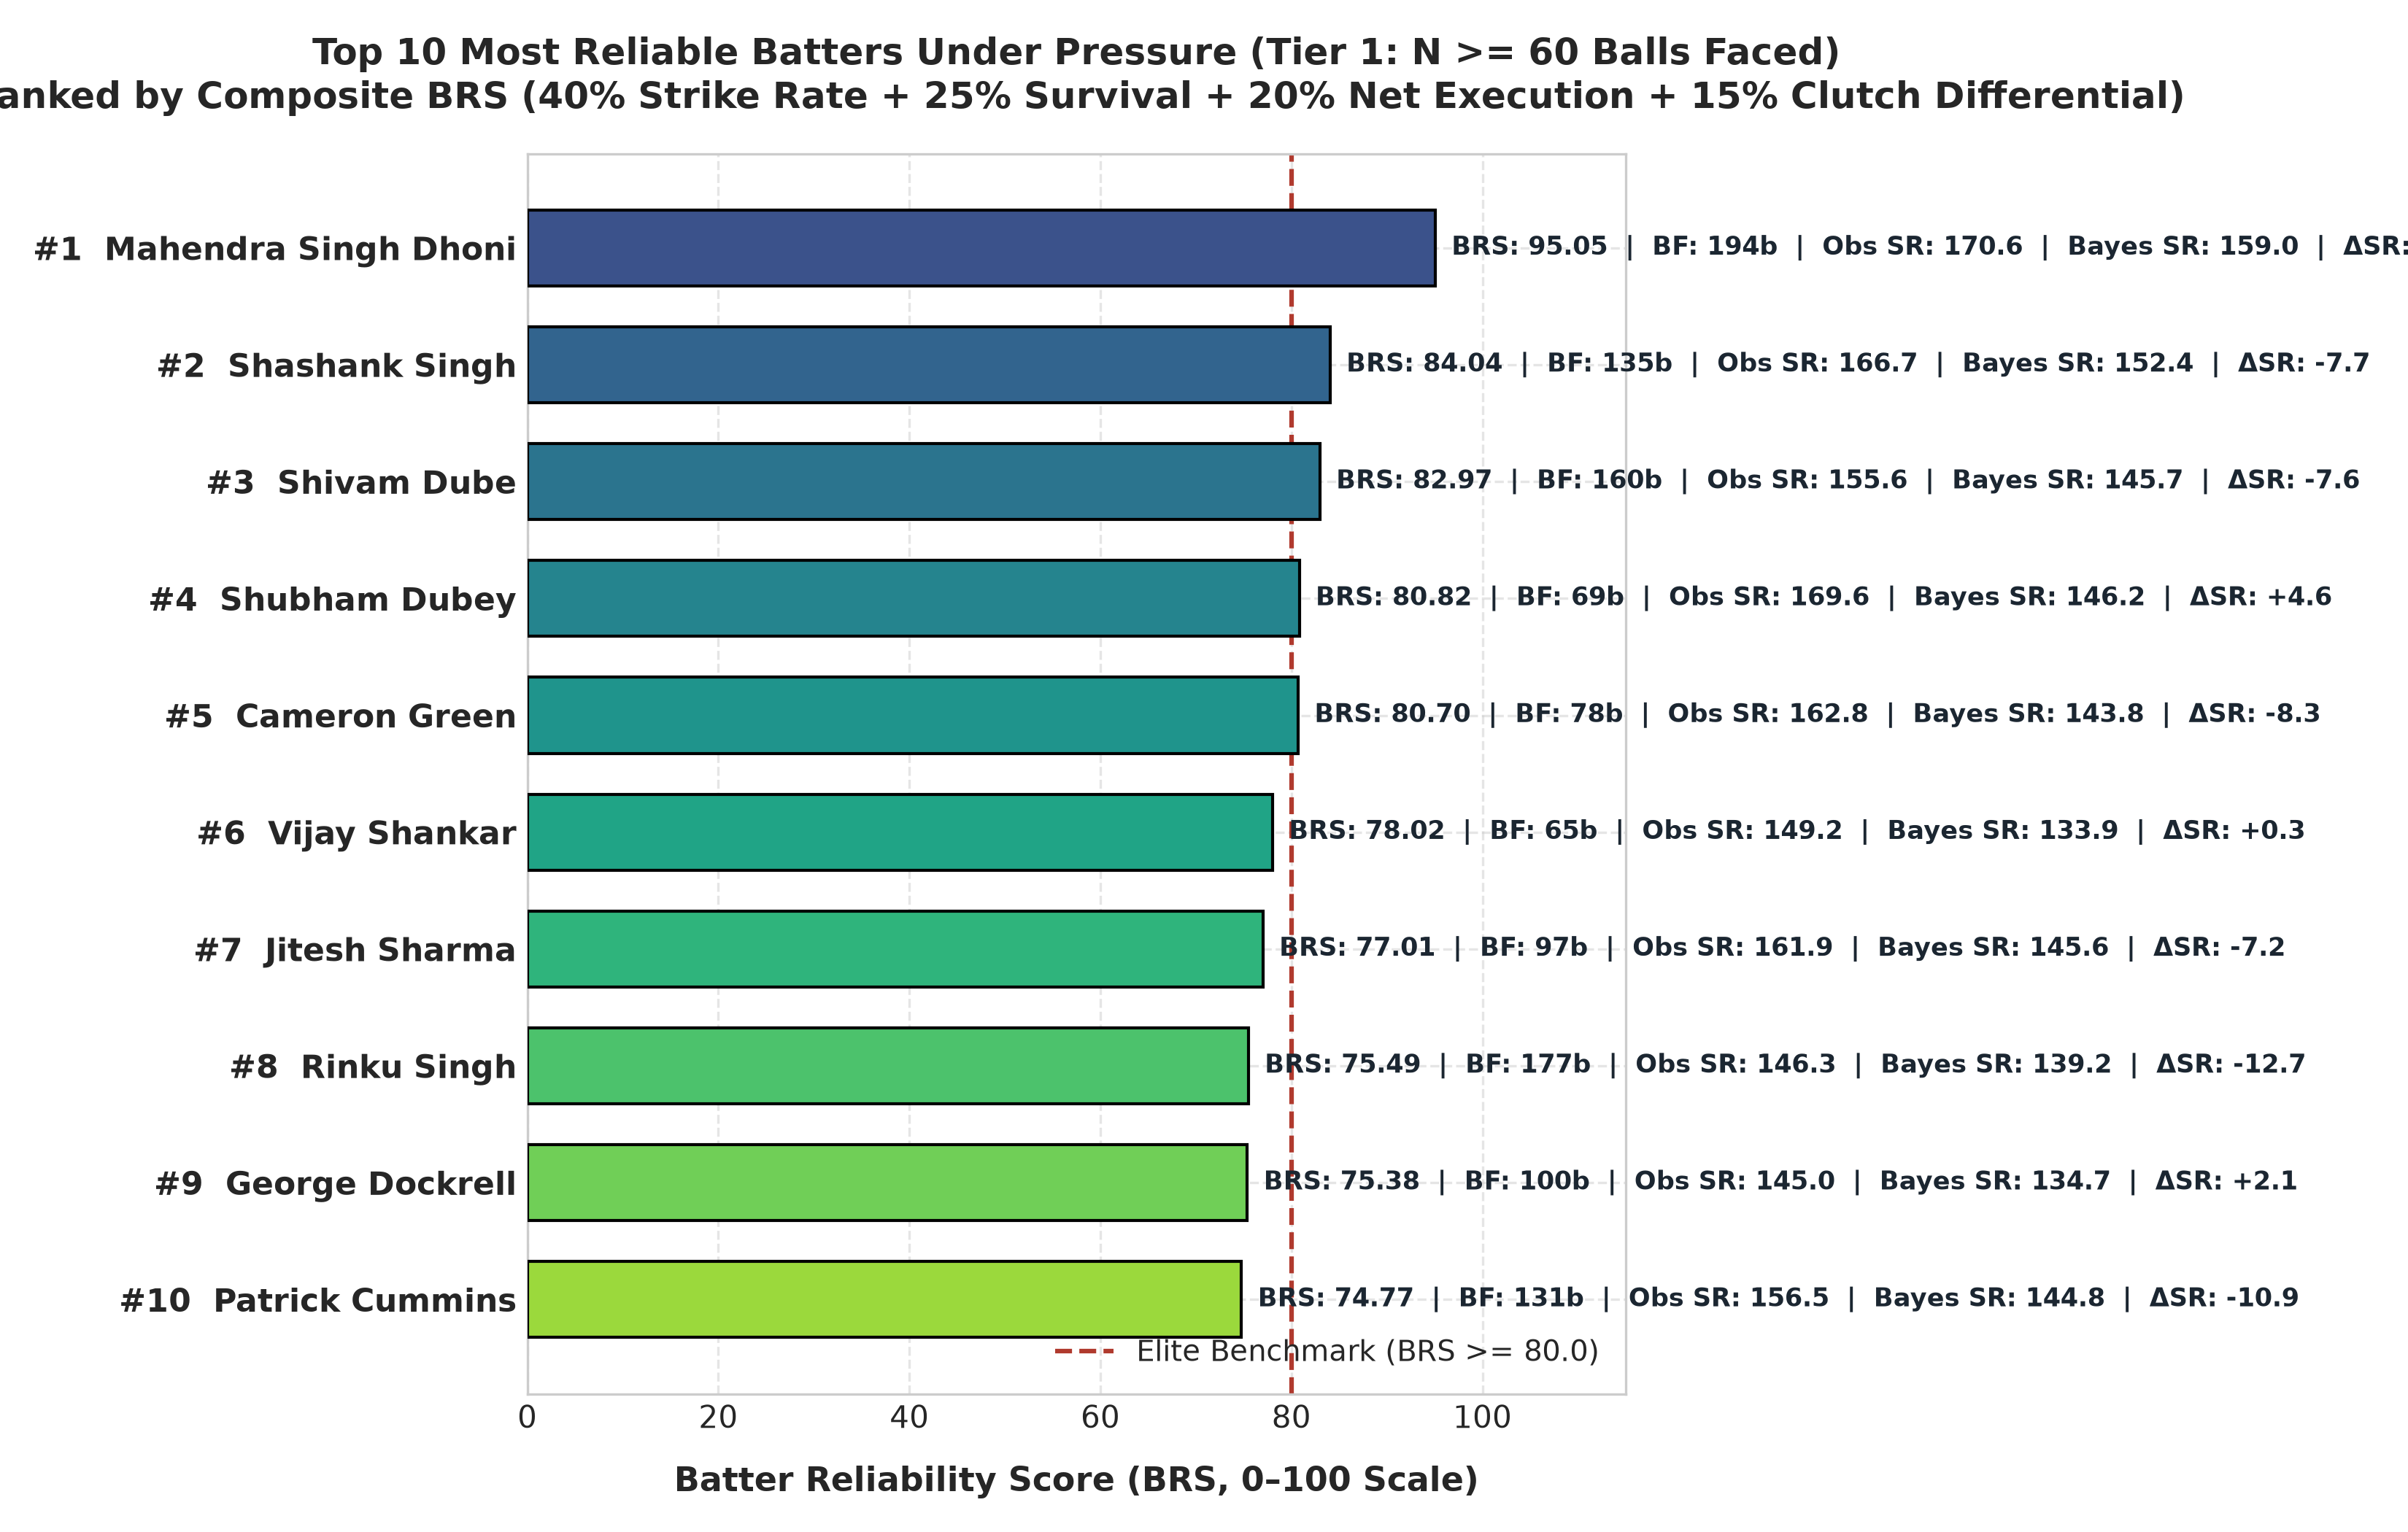 Top 10 Most Reliable Batters Under Pressure (Tier 1: N >= 60 Balls Faced)
anked by Composite BRS (40% Strike Rate + 25% Survival + 20% Net Execution + 15% Clutch Differential)
#1 Mahendra Singh Dhoni BRS: 95.05 | BF: 194b | Obs SR: 170.6 | Bayes SR: 159.0 | ΔSR:
#2 Shashank Singh BRS: 84.04 | BF: 135b | Obs SR: 166.7 | Bayes SR: 152.4 | ΔSR: -7.7
#3 Shivam Dube BRS: 82.97 | BF: 160b | Obs SR: 155.6 | Bayes SR: 145.7 | ΔSR: -7.6
#4 Shubham Dubey BRS: 80.82 | BF: 69b | Obs SR: 169.6 | Bayes SR: 146.2 | ΔSR: +4.6
#5 Cameron Green BRS: 80.70 | BF: 78b | Obs SR: 162.8 | Bayes SR: 143.8 | ΔSR: -8.3
#6 Vijay Shankar BRS: 78.02 | BF: 65b | Obs SR: 149.2 | Bayes SR: 133.9 | ΔSR: +0.3
#7 Jitesh Sharma BRS: 77.01 | BF: 97b | Obs SR: 161.9 | Bayes SR: 145.6 | ΔSR: -7.2
#8 Rinku Singh BRS: 75.49 | BF: 177b | Obs SR: 146.3 | Bayes SR: 139.2 | ΔSR: -12.7
#9 George Dockrell BRS: 75.38 | BF: 100b | Obs SR: 145.0 | Bayes SR: 134.7 | ΔSR: +2.1
#10 Patrick Cummins BRS: 74.77 | BF: 131b | Obs SR: 156.5 | Bayes SR: 144.8 | ΔSR: -10.9
Elite Benchmark (BRS >= 80.0)
0 20 40 60 80 100
Batter Reliability Score (BRS, 0–100 Scale)